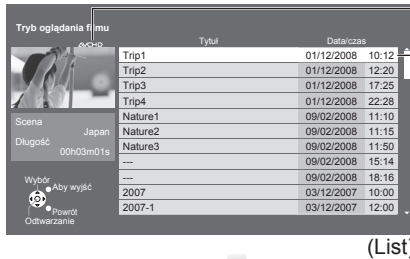 Tryb oglądania filmu
AVCHD
Tytuł Data/czas
Trip1 01/12/2008 10:12
Trip2 01/12/2008 12:20
Trip3 01/12/2008 17:25
Trip4 01/12/2008 22:28
Nature1 09/02/2008 11:10
Nature2 09/02/2008 11:15
Nature3 09/02/2008 11:50
--- 09/02/2008 15:14
--- 09/02/2008 18:16
2007 03/12/2007 10:00
2007-1 03/12/2007 12:00
Scena
Japan
Długość
00h03m01s
Wybór
Aby wyjść
Powrót
Odtwarzanie
(List)